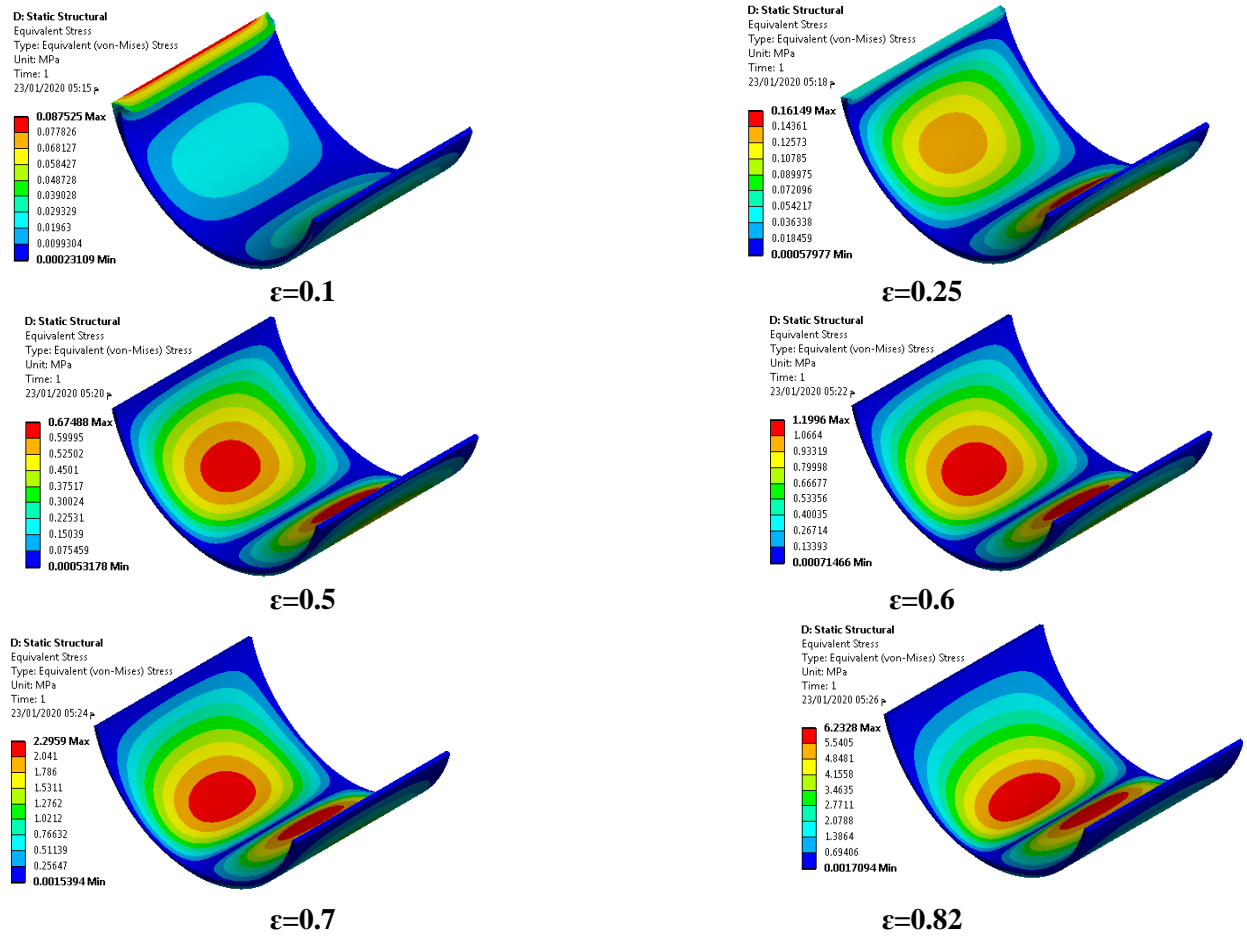 D: Static Structural
Equivalent Stress
Type: Equivalent (von-Mises) Stress
Unit: MPa
Time: 1
23/01/2020 05:15 م
0.087525 Max
0.077826
0.068127
0.058427
0.048728
0.039028
0.029329
0.01963
0.0099304
0.00023109 Min
ε=0.1
D: Static Structural
Equivalent Stress
Type: Equivalent (von-Mises) Stress
Unit: MPa
Time: 1
23/01/2020 05:18 م
0.16149 Max
0.14361
0.12573
0.10785
0.089975
0.072096
0.054217
0.036338
0.018459
0.00057977 Min
ε=0.25
D: Static Structural
Equivalent Stress
Type: Equivalent (von-Mises) Stress
Unit: MPa
Time: 1
23/01/2020 05:20 م
0.67488 Max
0.59995
0.52502
0.4501
0.37517
0.30024
0.22531
0.15039
0.075459
0.00053178 Min
ε=0.5
D: Static Structural
Equivalent Stress
Type: Equivalent (von-Mises) Stress
Unit: MPa
Time: 1
23/01/2020 05:22 م
1.1996 Max
1.0664
0.93319
0.79998
0.66677
0.53356
0.40035
0.26714
0.13393
0.00071466 Min
ε=0.6
D: Static Structural
Equivalent Stress
Type: Equivalent (von-Mises) Stress
Unit: MPa
Time: 1
23/01/2020 05:24 م
2.2959 Max
2.041
1.786
1.5311
1.2762
1.0212
0.76632
0.51139
0.25647
0.0015394 Min
ε=0.7
D: Static Structural
Equivalent Stress
Type: Equivalent (von-Mises) Stress
Unit: MPa
Time: 1
23/01/2020 05:26 م
6.2328 Max
5.5405
4.8481
4.1558
3.4635
2.7711
2.0788
1.3864
0.69406
0.0017094 Min
ε=0.82